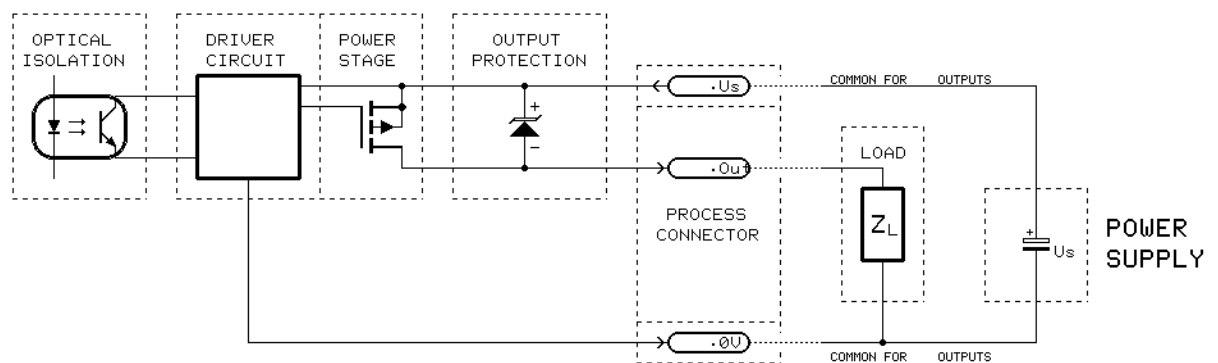 OPTICAL
ISOLATION
DRIVER
CIRCUIT
POWER
STAGE
OUTPUT
PROTECTION
+
−
.Us
COMMON FOR OUTPUTS
.Out
LOAD
ZL
PROCESS
CONNECTOR
+
Us
POWER
SUPPLY
.0V
COMMON FOR OUTPUTS